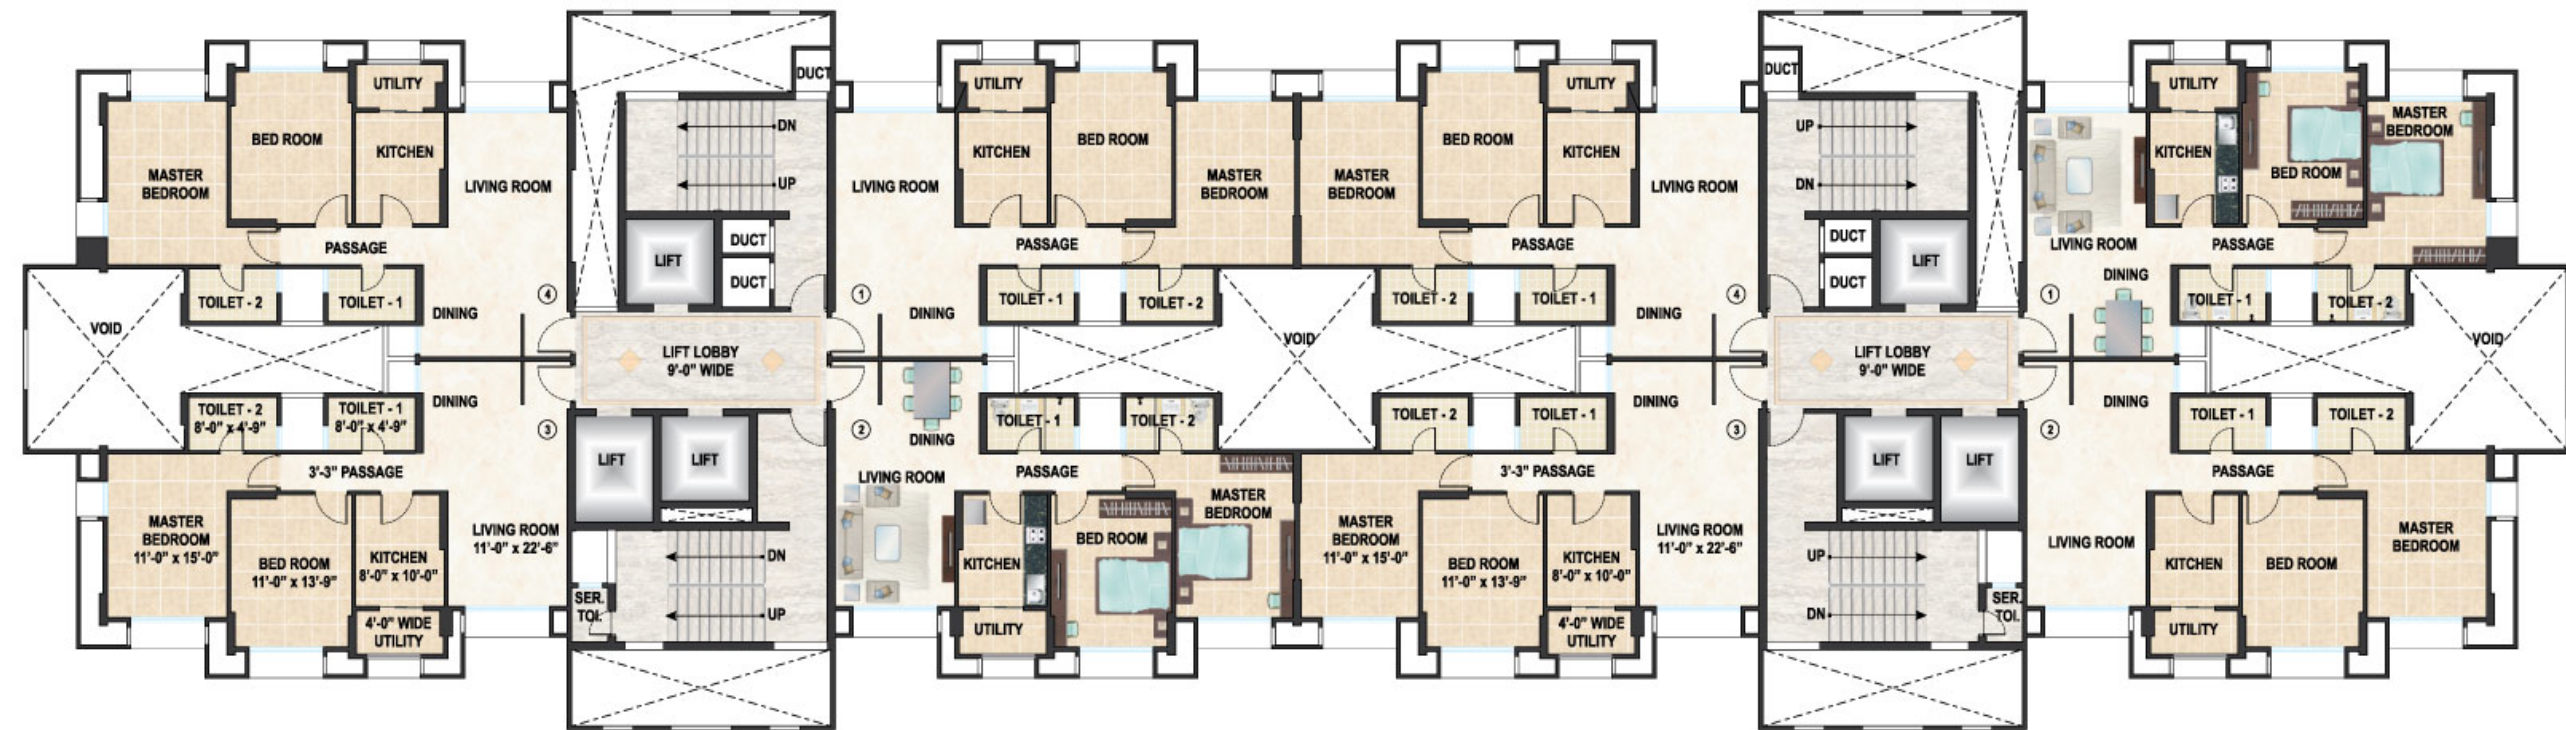 UTILITY
BED ROOM
KITCHEN
MASTER
BEDROOM
LIVING ROOM
PASSAGE
TOILET - 2
TOILET - 1
DINING
4
VOID
DUCT
DN
UP
DUCT
LIFT
DUCT
LIFT LOBBY
9'-0" WIDE
TOILET - 2
8'-0" x 4'-9"
TOILET - 1
8'-0" x 4'-9"
DINING
3
3'-3" PASSAGE
MASTER
BEDROOM
11'-0" x 15'-0"
BED ROOM
11'-0" x 13'-9"
KITCHEN
8'-0" x 10'-0"
4'-0" WIDE
UTILITY
LIVING ROOM
11'-0" x 22'-6"
LIFT
LIFT
DN
UP
SER.
TOI.
UTILITY
KITCHEN
BED ROOM
MASTER
BEDROOM
LIVING ROOM
PASSAGE
1
TOILET - 1
TOILET - 2
DINING
VOID
2
DINING
TOILET - 1
TOILET - 2
PASSAGE
LIVING ROOM
KITCHEN
BED ROOM
MASTER
BEDROOM
UTILITY
MASTER
BEDROOM
BED ROOM
UTILITY
KITCHEN
LIVING ROOM
PASSAGE
TOILET - 2
TOILET - 1
DINING
4
TOILET - 2
TOILET - 1
DINING
3
3'-3" PASSAGE
MASTER
BEDROOM
11'-0" x 15'-0"
BED ROOM
11'-0" x 13'-9"
KITCHEN
8'-0" x 10'-0"
4'-0" WIDE
UTILITY
LIVING ROOM
11'-0" x 22'-6"
DUCT
UP
DN
DUCT
DUCT
LIFT
LIFT LOBBY
9'-0" WIDE
LIFT
LIFT
UP
DN
SER.
TOI.
UTILITY
KITCHEN
BED ROOM
MASTER
BEDROOM
LIVING ROOM
PASSAGE
DINING
1
TOILET - 1
TOILET - 2
VOID
DINING
2
TOILET - 1
TOILET - 2
PASSAGE
LIVING ROOM
KITCHEN
BED ROOM
MASTER
BEDROOM
UTILITY